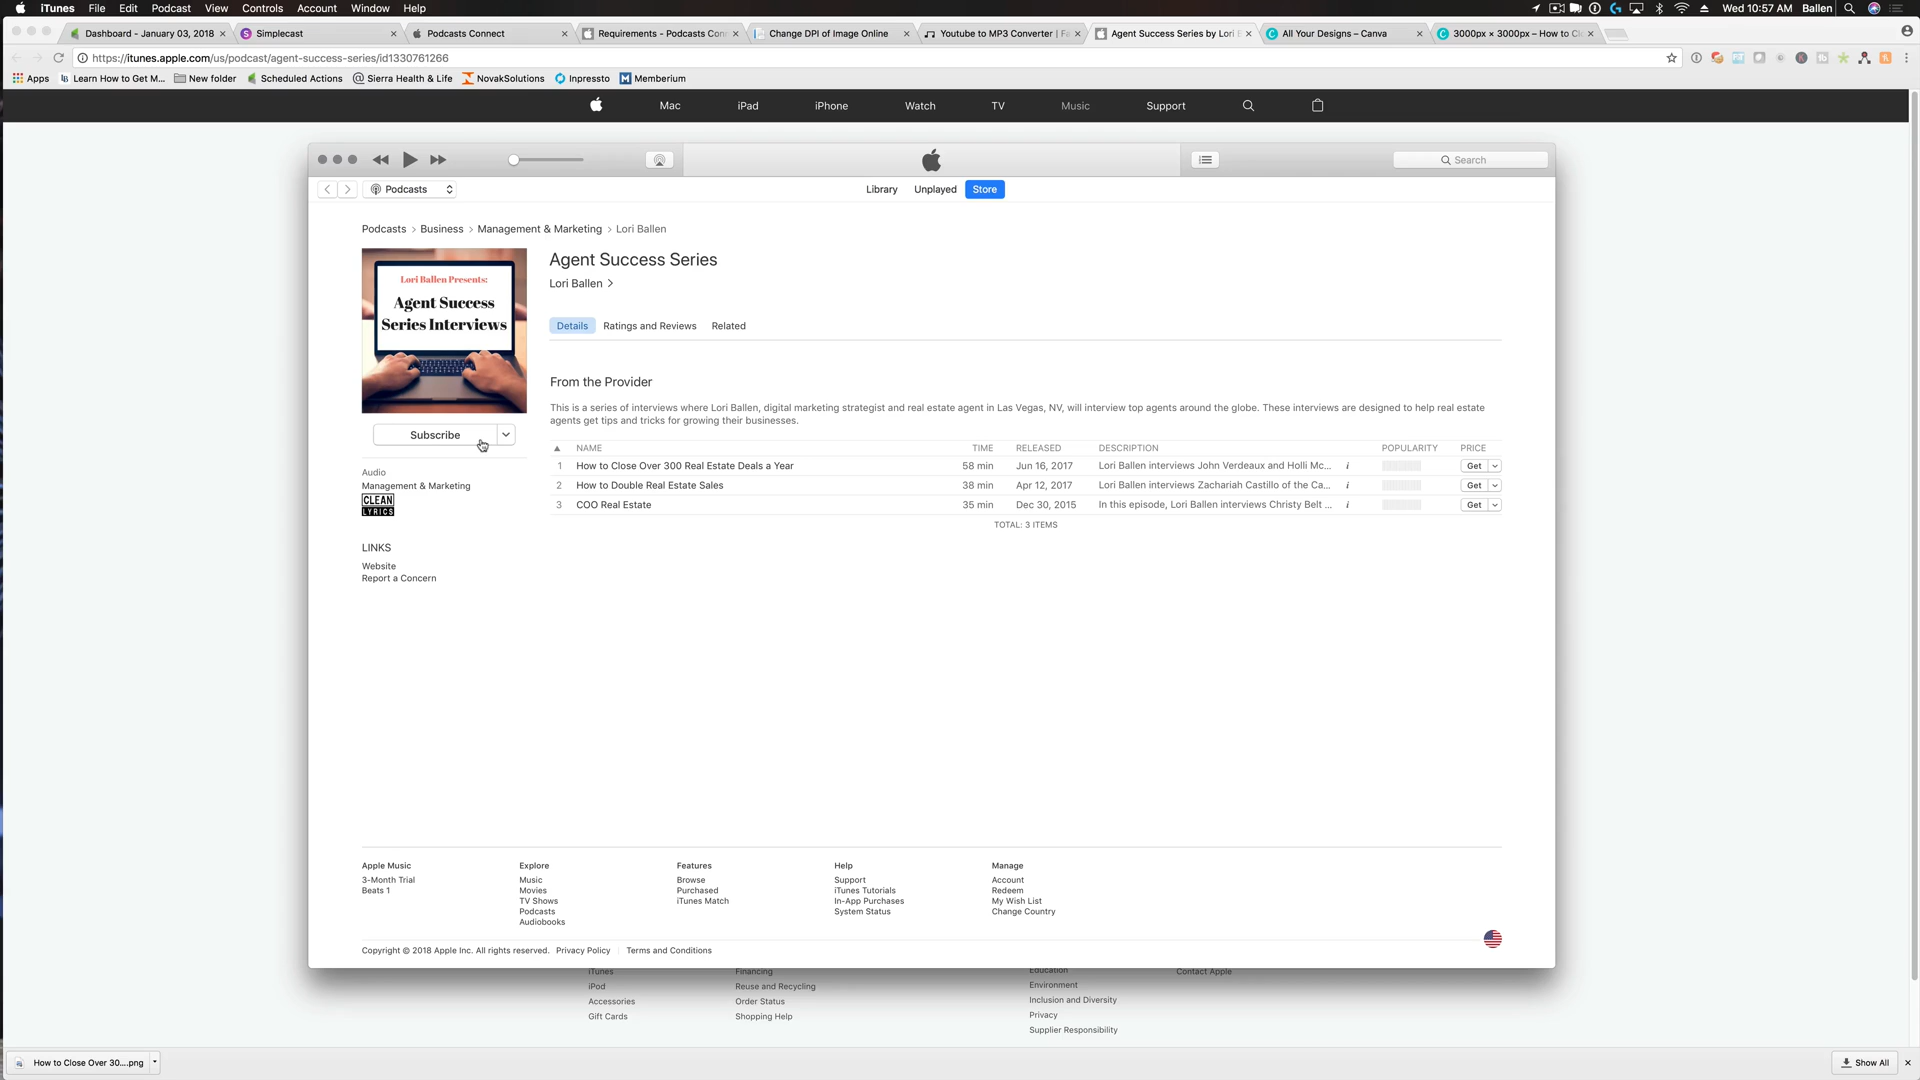 iTunes File Edit Podcast View Controls Account Window Help
Wed 10:57 AM Ballen
Dashboard - January 03, 2018
Simplecast
Podcasts Connect
Requirements - Podcasts Con
Change DPI of Image Online
Youtube to MP3 Converter | F
Agent Success Series by Lori
All Your Designs – Canva
3000px × 3000px – How to Cl
https://itunes.apple.com/us/podcast/agent-success-series/id1330761266
Apps Learn How to Get M... New folder Scheduled Actions Sierra Health & Life NovakSolutions Inpressto Memberium
Mac iPad iPhone Watch TV Music Support
Search
Podcasts
Library Unplayed Store
Podcasts > Business > Management & Marketing > Lori Ballen
Lori Ballen Presents:
Agent Success
Series Interviews
Agent Success Series
Lori Ballen >
Details Ratings and Reviews Related
From the Provider
This is a series of interviews where Lori Ballen, digital marketing strategist and real estate agent in Las Vegas, NV, will interview top agents around the globe. These interviews are designed to help real estate
agents get tips and tricks for growing their businesses.
Subscribe
Audio
Management & Marketing
CLEAN
LYRICS
LINKS
Website
Report a Concern
NAME TIME RELEASED DESCRIPTION POPULARITY PRICE
1 How to Close Over 300 Real Estate Deals a Year 58 min Jun 16, 2017 Lori Ballen interviews John Verdeaux and Holli Mc... i Get
2 How to Double Real Estate Sales 38 min Apr 12, 2017 Lori Ballen interviews Zachariah Castillo of the Ca... i Get
3 COO Real Estate 35 min Dec 30, 2015 In this episode, Lori Ballen interviews Christy Belt ... i Get
TOTAL: 3 ITEMS
Apple Music Explore Features Help Manage
3-Month Trial Music Browse Support Account
Beats 1 Movies Purchased iTunes Tutorials Redeem
TV Shows iTunes Match In-App Purchases My Wish List
Podcasts System Status Change Country
Audiobooks
Copyright © 2018 Apple Inc. All rights reserved. Privacy Policy | Terms and Conditions
iTunes Financing Education Contact Apple
iPod Reuse and Recycling Environment
Accessories Order Status Inclusion and Diversity
Gift Cards Shopping Help Privacy
Supplier Responsibility
How to Close Over 30....png
Show All